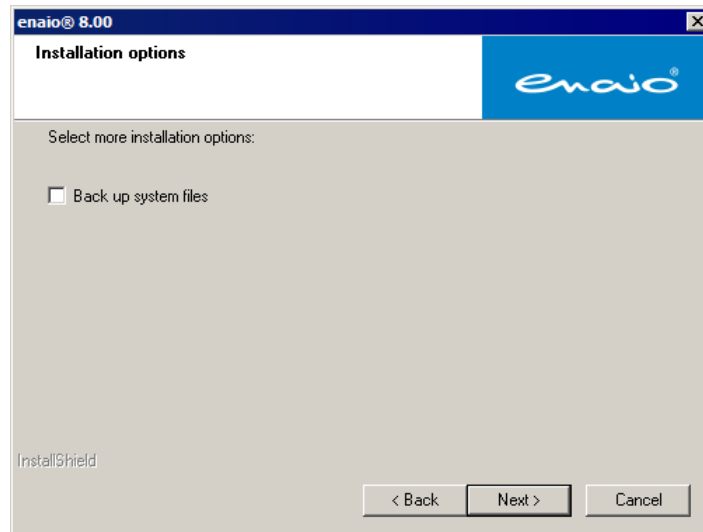 enaio® 8.00
Installation options
enaio®
Select more installation options:
Back up system files
InstallShield
< Back
Next >
Cancel